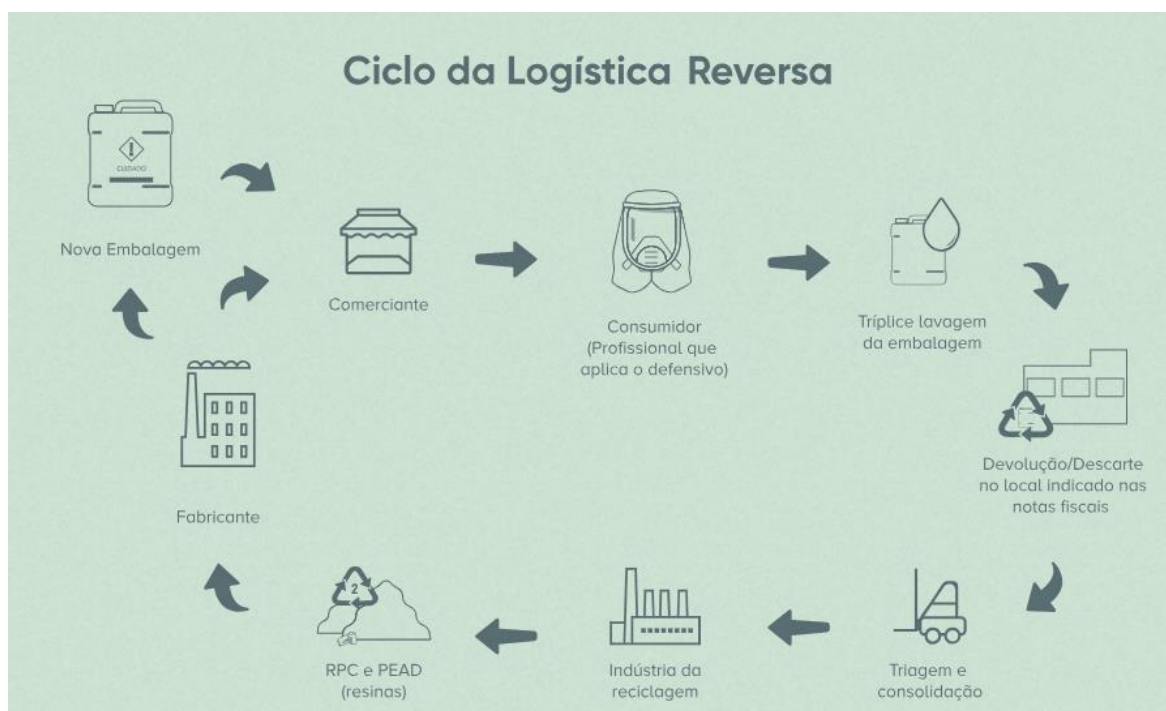 Ciclo da Logística Reversa
CUIDADO
Nova Embalagem
Comerciante
Consumidor
(Profissional que
aplica o defensivo)
Tríplice lavagem
da embalagem
Devolução/Descarte
no local indicado nas
notas fiscais
Fabricante
2
RPC e PEAD
(resinas)
Indústria da
reciclagem
Triagem e
consolidação